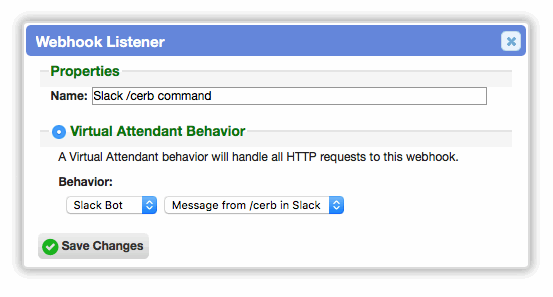 Webhook Listener
Properties
Name: Slack /cerb command
Virtual Attendant Behavior
A Virtual Attendant behavior will handle all HTTP requests to this webhook.
Behavior:
Slack Bot Message from /cerb in Slack
Save Changes